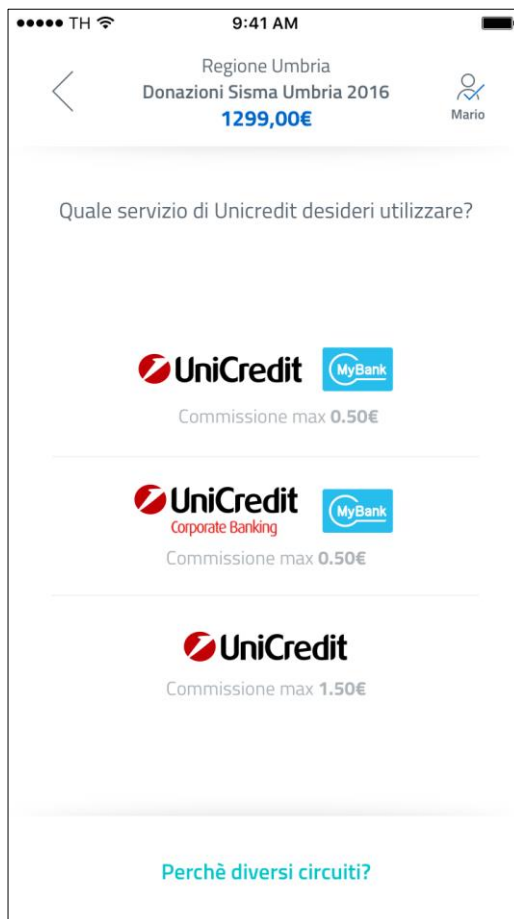 TH 9:41 AM
Regione Umbria
Donazioni Sisma Umbria 2016
1299,00€
Mario
Quale servizio di Unicredit desideri utilizzare?
UniCredit MyBank
Commissione max 0.50€
UniCredit MyBank
Corporate Banking
Commissione max 0.50€
UniCredit
Commissione max 1.50€
Perchè diversi circuiti?